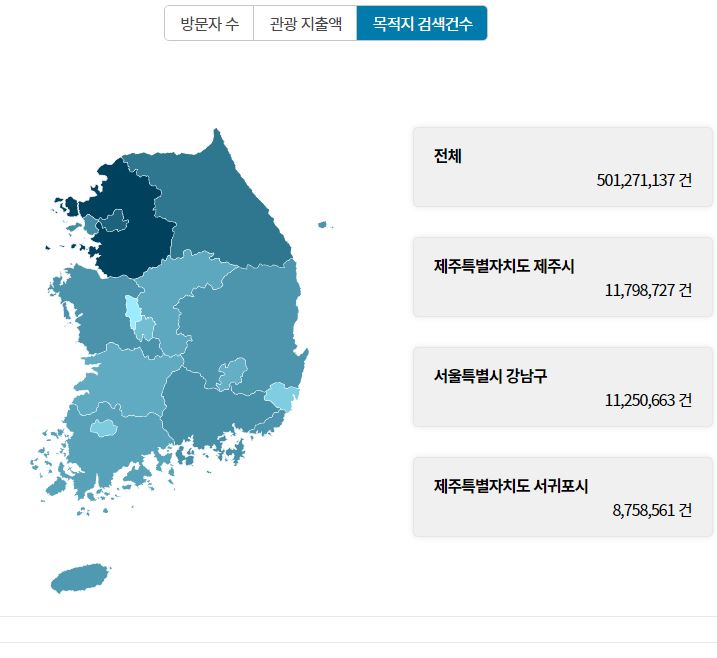 방문자 수
관광 지출액
목적지 검색건수
전체
501,271,137 건
제주특별자치도 제주시
11,798,727 건
서울특별시 강남구
11,250,663 건
제주특별자치도 서귀포시
8,758,561 건